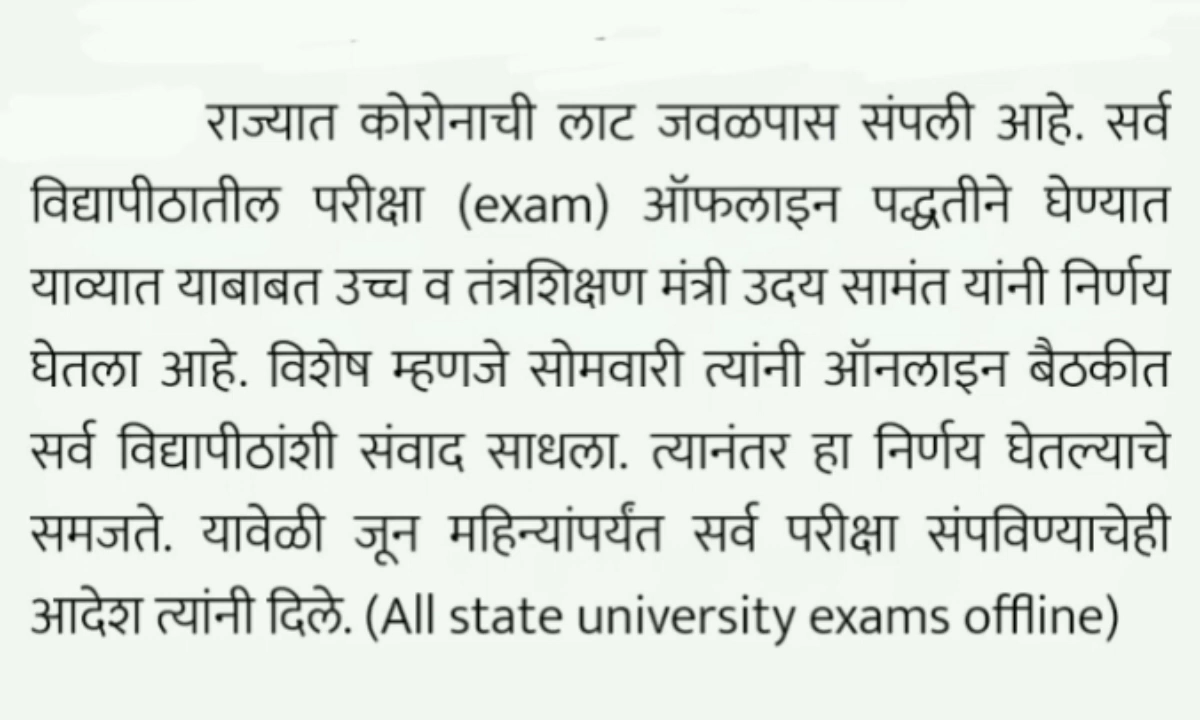 राज्यात कोरोनाची लाट जवळपास संपली आहे. सर्व
विद्यापीठातील परीक्षा (exam) ऑफलाइन पद्धतीने घेण्यात
याव्यात याबाबत उच्च व तंत्रशिक्षण मंत्री उदय सामंत यांनी निर्णय
घेतला आहे. विशेष म्हणजे सोमवारी त्यांनी ऑनलाइन बैठकीत
सर्व विद्यापीठांशी संवाद साधला. त्यानंतर हा निर्णय घेतल्याचे
समजते. यावेळी जून महिन्यांपर्यंत सर्व परीक्षा संपविण्याचेही
आदेश त्यांनी दिले. (All state university exams offline)